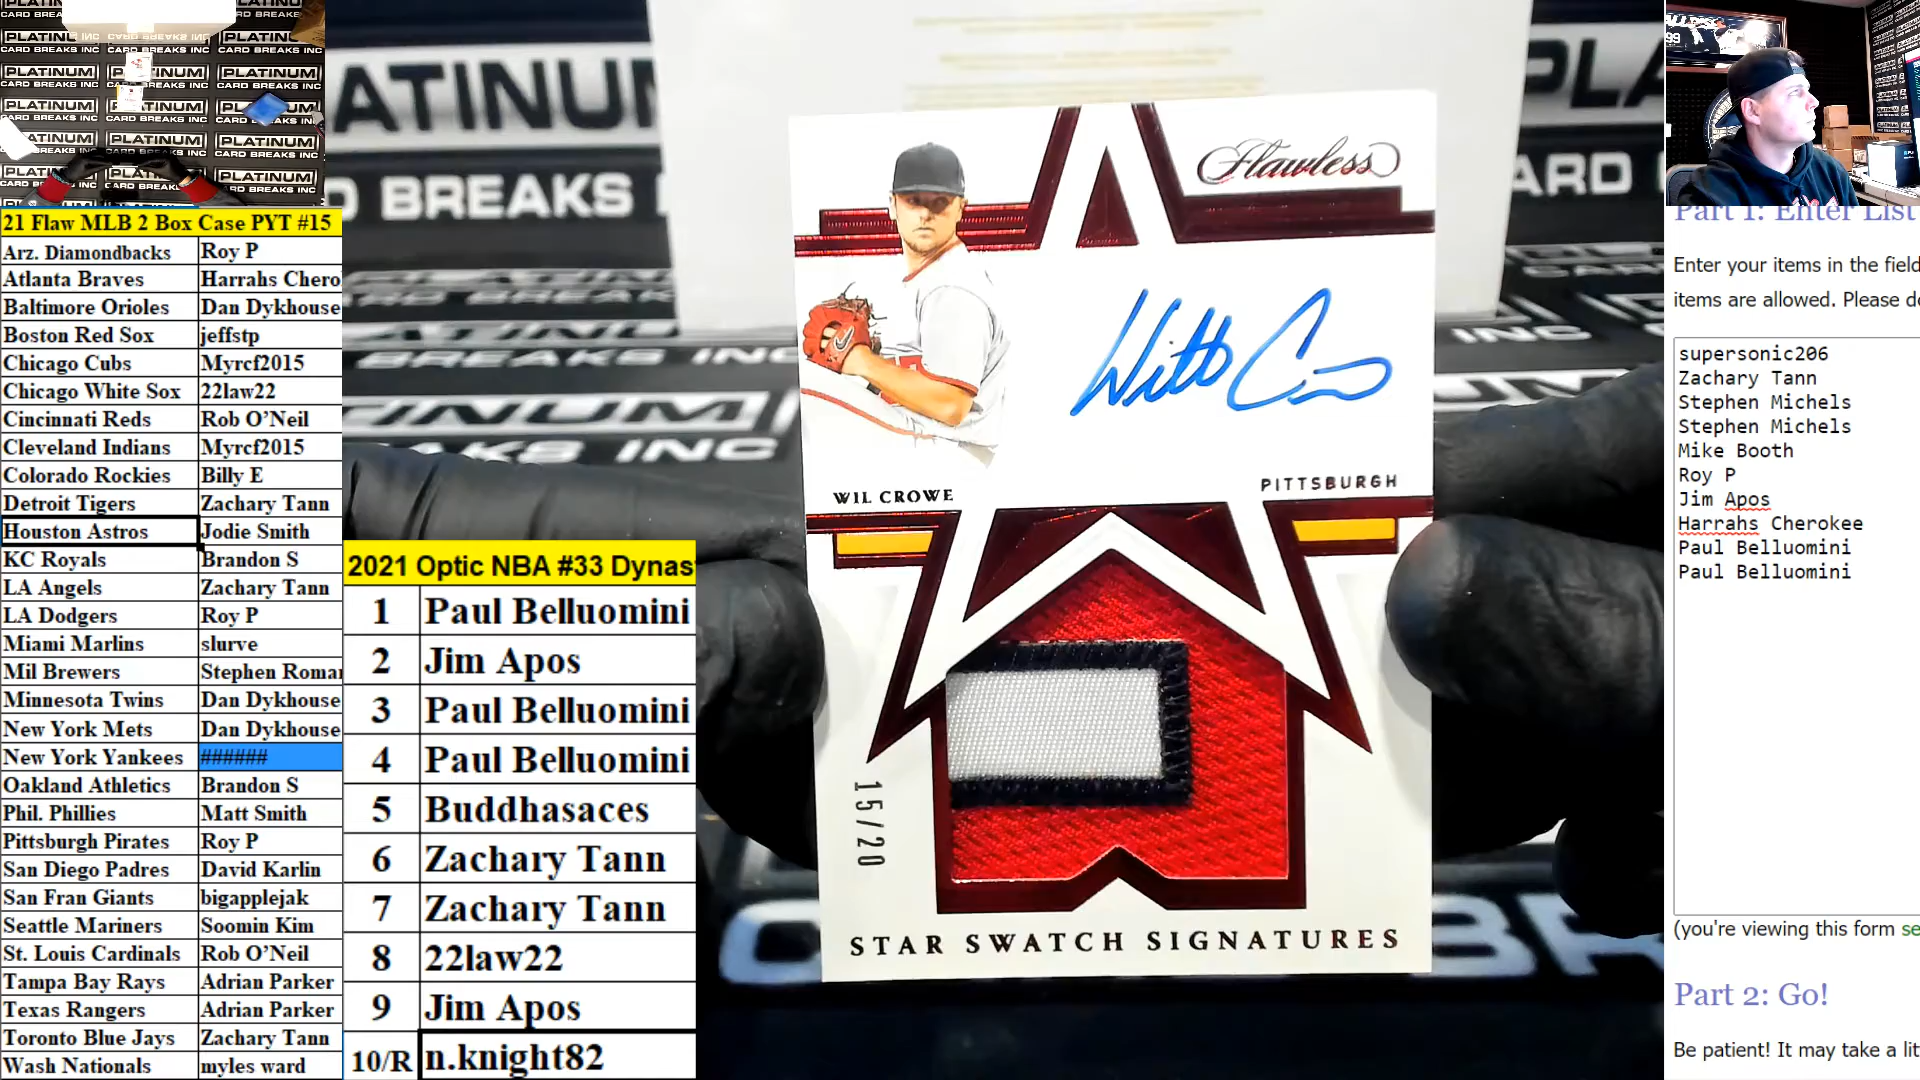 21 Flaw MLB 2 Box Case PYT #15
Arz. Diamondbacks Roy P
Atlanta Braves Harrahs Chero
Baltimore Orioles Dan Dykhouse
Boston Red Sox jeffstp
Chicago Cubs Myrcf2015
Chicago White Sox 22law22
Cincinnati Reds Rob O’Neil
Cleveland Indians Myrcf2015
Colorado Rockies Billy E
Detroit Tigers Zachary Tann
Houston Astros Jodie Smith
KC Royals Brandon S
LA Angels Zachary Tann
LA Dodgers Roy P
Miami Marlins slurve
Mil Brewers Stephen Roma
Minnesota Twins Dan Dykhouse
New York Mets Dan Dykhouse
New York Yankees ######
Oakland Athletics Brandon S
Phil. Phillies Matt Smith
Pittsburgh Pirates Roy P
San Diego Padres David Karlin
San Fran Giants bigapplejak
Seattle Mariners Soomin Kim
St. Louis Cardinals Rob O’Neil
Tampa Bay Rays Adrian Parker
Texas Rangers Adrian Parker
Toronto Blue Jays Zachary Tann
Wash Nationals myles ward
2021 Optic NBA #33 Dynas
1 Paul Belluomini
2 Jim Apos
3 Paul Belluomini
4 Paul Belluomini
5 Buddhasaces
6 Zachary Tann
7 Zachary Tann
8 22law22
9 Jim Apos
10/R n.knight82
Flawless
WIL CROWE
PITTSBURGH
15/20
STAR SWATCH SIGNATURES
PLATINUM
CARD BREAKS INC
Part 1: Enter List
Enter your items in the field
items are allowed. Please d
supersonic206
Zachary Tann
Stephen Michels
Stephen Michels
Mike Booth
Roy P
Jim Apos
Harrahs Cherokee
Paul Belluomini
Paul Belluomini
(you're viewing this form se
Part 2: Go!
Be patient! It may take a lit